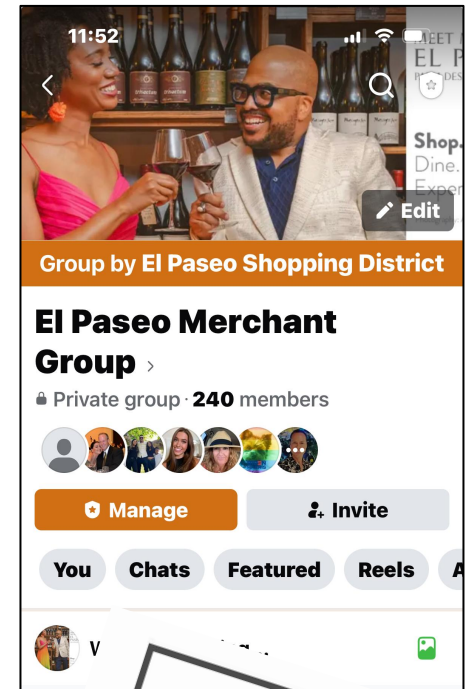 11:52
MEET
EL P
DES
Shop.
Dine.
Exper
Edit
Group by El Paseo Shopping District
El Paseo Merchant
Group
Private group · 240 members
Manage
Invite
You Chats Featured Reels A